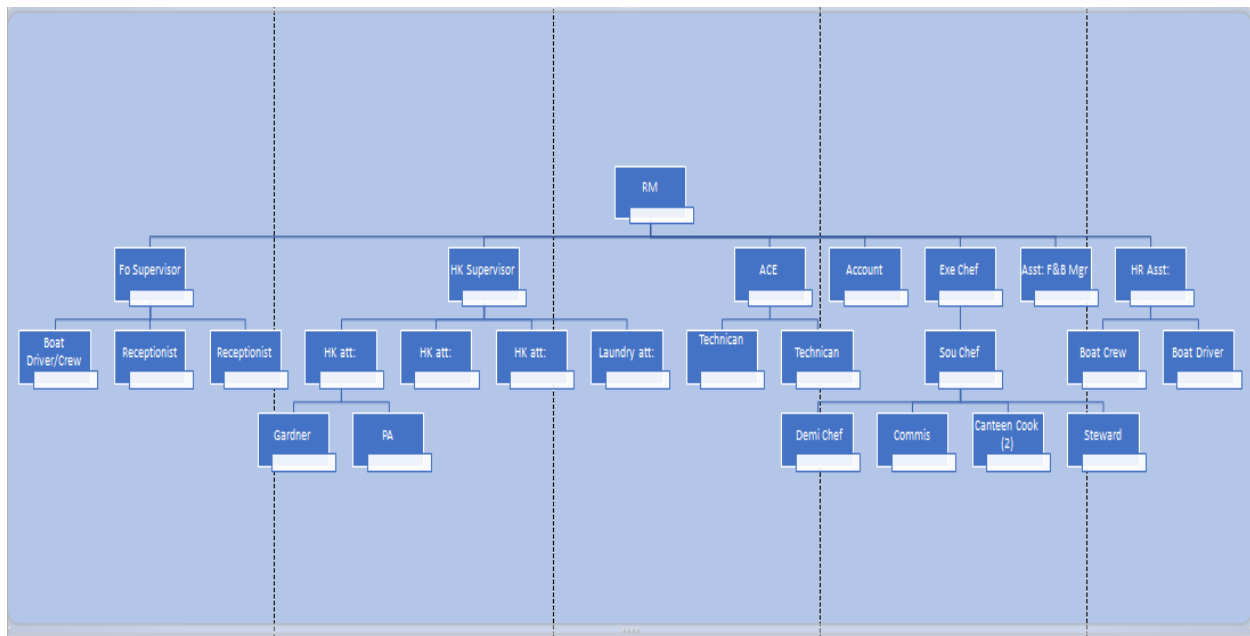 RM
Fo Supervisor
HK Supervisor
ACE
Account
Exe Chef
Asst: F&B Mgr
HR Asst:
Boat
Driver/Crew
Receptionist
Receptionist
HK att:
HK att:
HK att:
Laundry att:
Technican
Technican
Sou Chef
Boat Crew
Boat Driver
Gardner
PA
Demi Chef
Commis
Canteen Cook
(2)
Steward